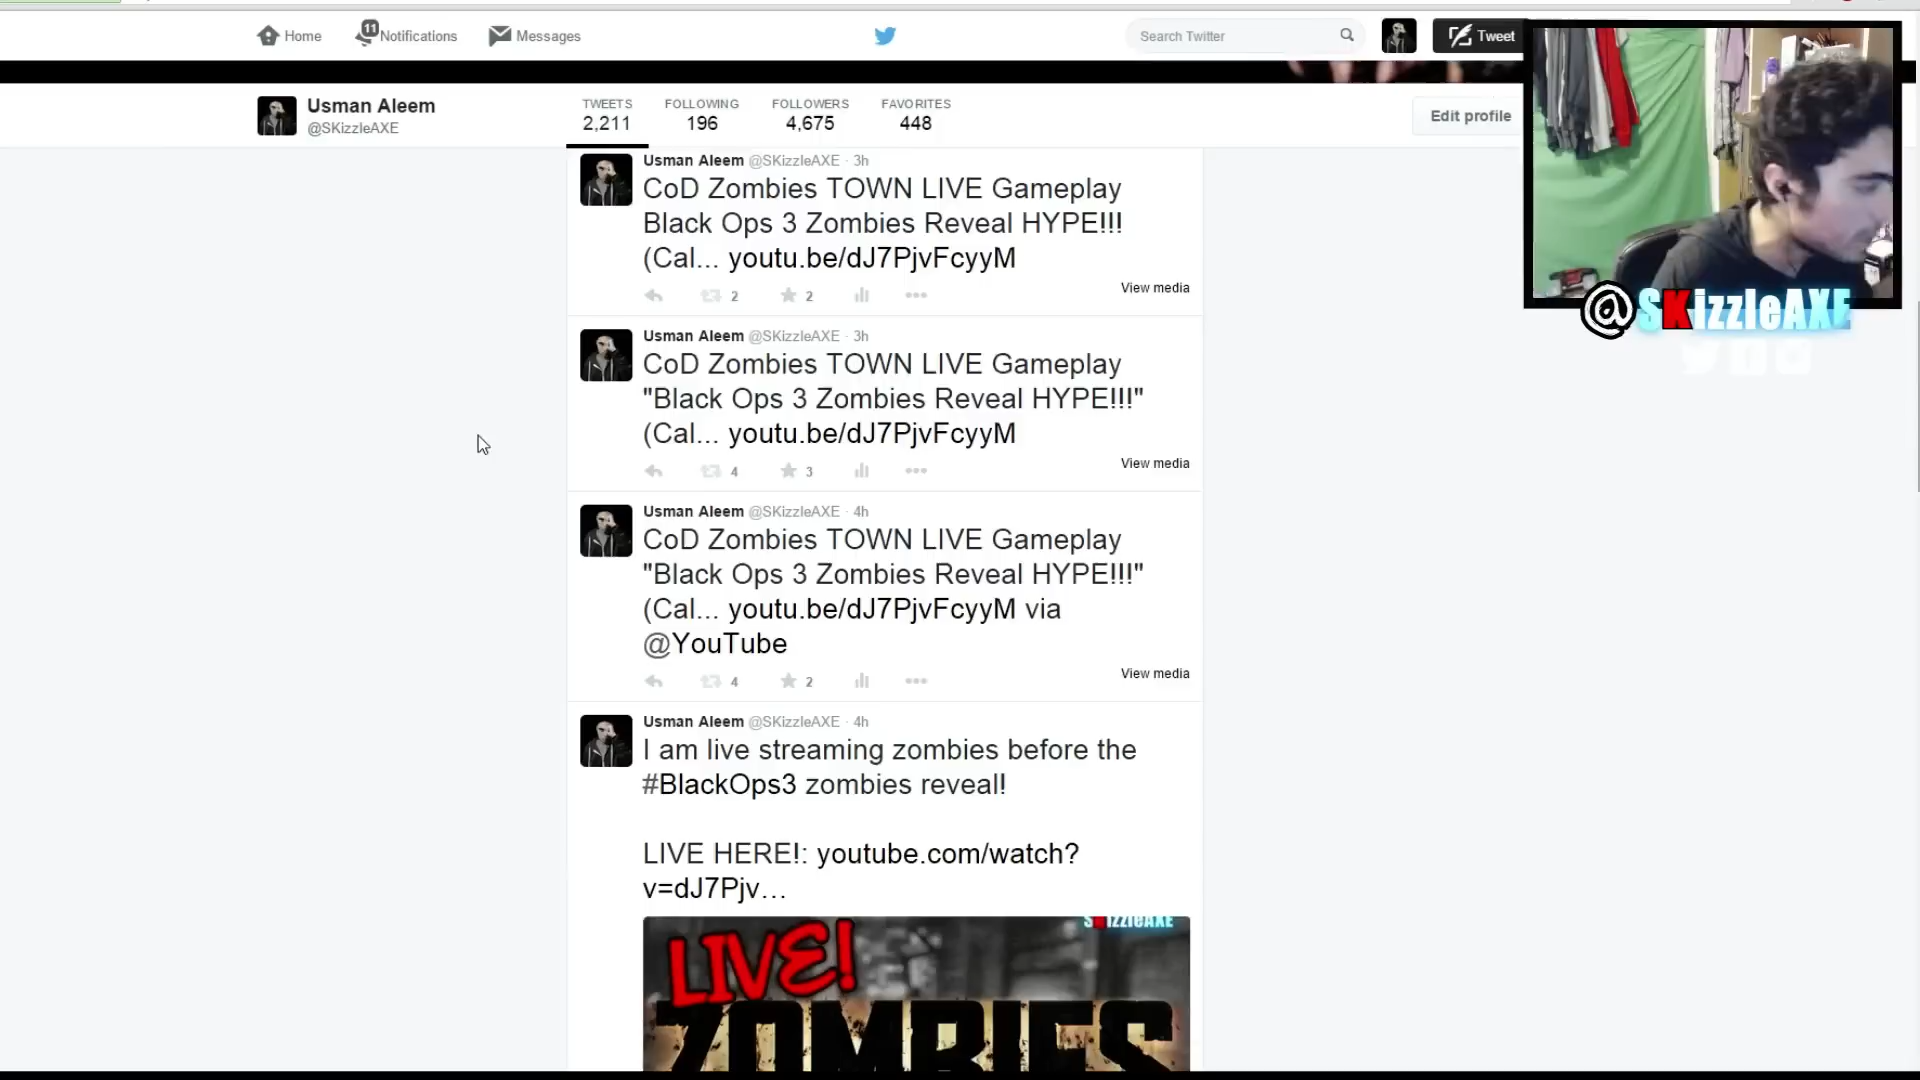 Home
11
Notifications
Messages
Search Twitter
Tweet
Usman Aleem
@SKizzleAXE
TWEETS
2,211
FOLLOWING
196
FOLLOWERS
4,675
FAVORITES
448
Edit profile
@SKizzleAXE
Usman Aleem @SKizzleAXE · 3h
CoD Zombies TOWN LIVE Gameplay
Black Ops 3 Zombies Reveal HYPE!!!
(Cal... youtu.be/dJ7PjvFcyyM
2
2
View media
Usman Aleem @SKizzleAXE · 3h
CoD Zombies TOWN LIVE Gameplay
"Black Ops 3 Zombies Reveal HYPE!!!"
(Cal... youtu.be/dJ7PjvFcyyM
4
3
View media
Usman Aleem @SKizzleAXE · 4h
CoD Zombies TOWN LIVE Gameplay
"Black Ops 3 Zombies Reveal HYPE!!!"
(Cal... youtu.be/dJ7PjvFcyyM via
@YouTube
4
2
View media
Usman Aleem @SKizzleAXE · 4h
I am live streaming zombies before the
#BlackOps3 zombies reveal!
LIVE HERE!: youtube.com/watch?
v=dJ7Pjv…
SKizzleAXE
LIVE!
ZOMBIES